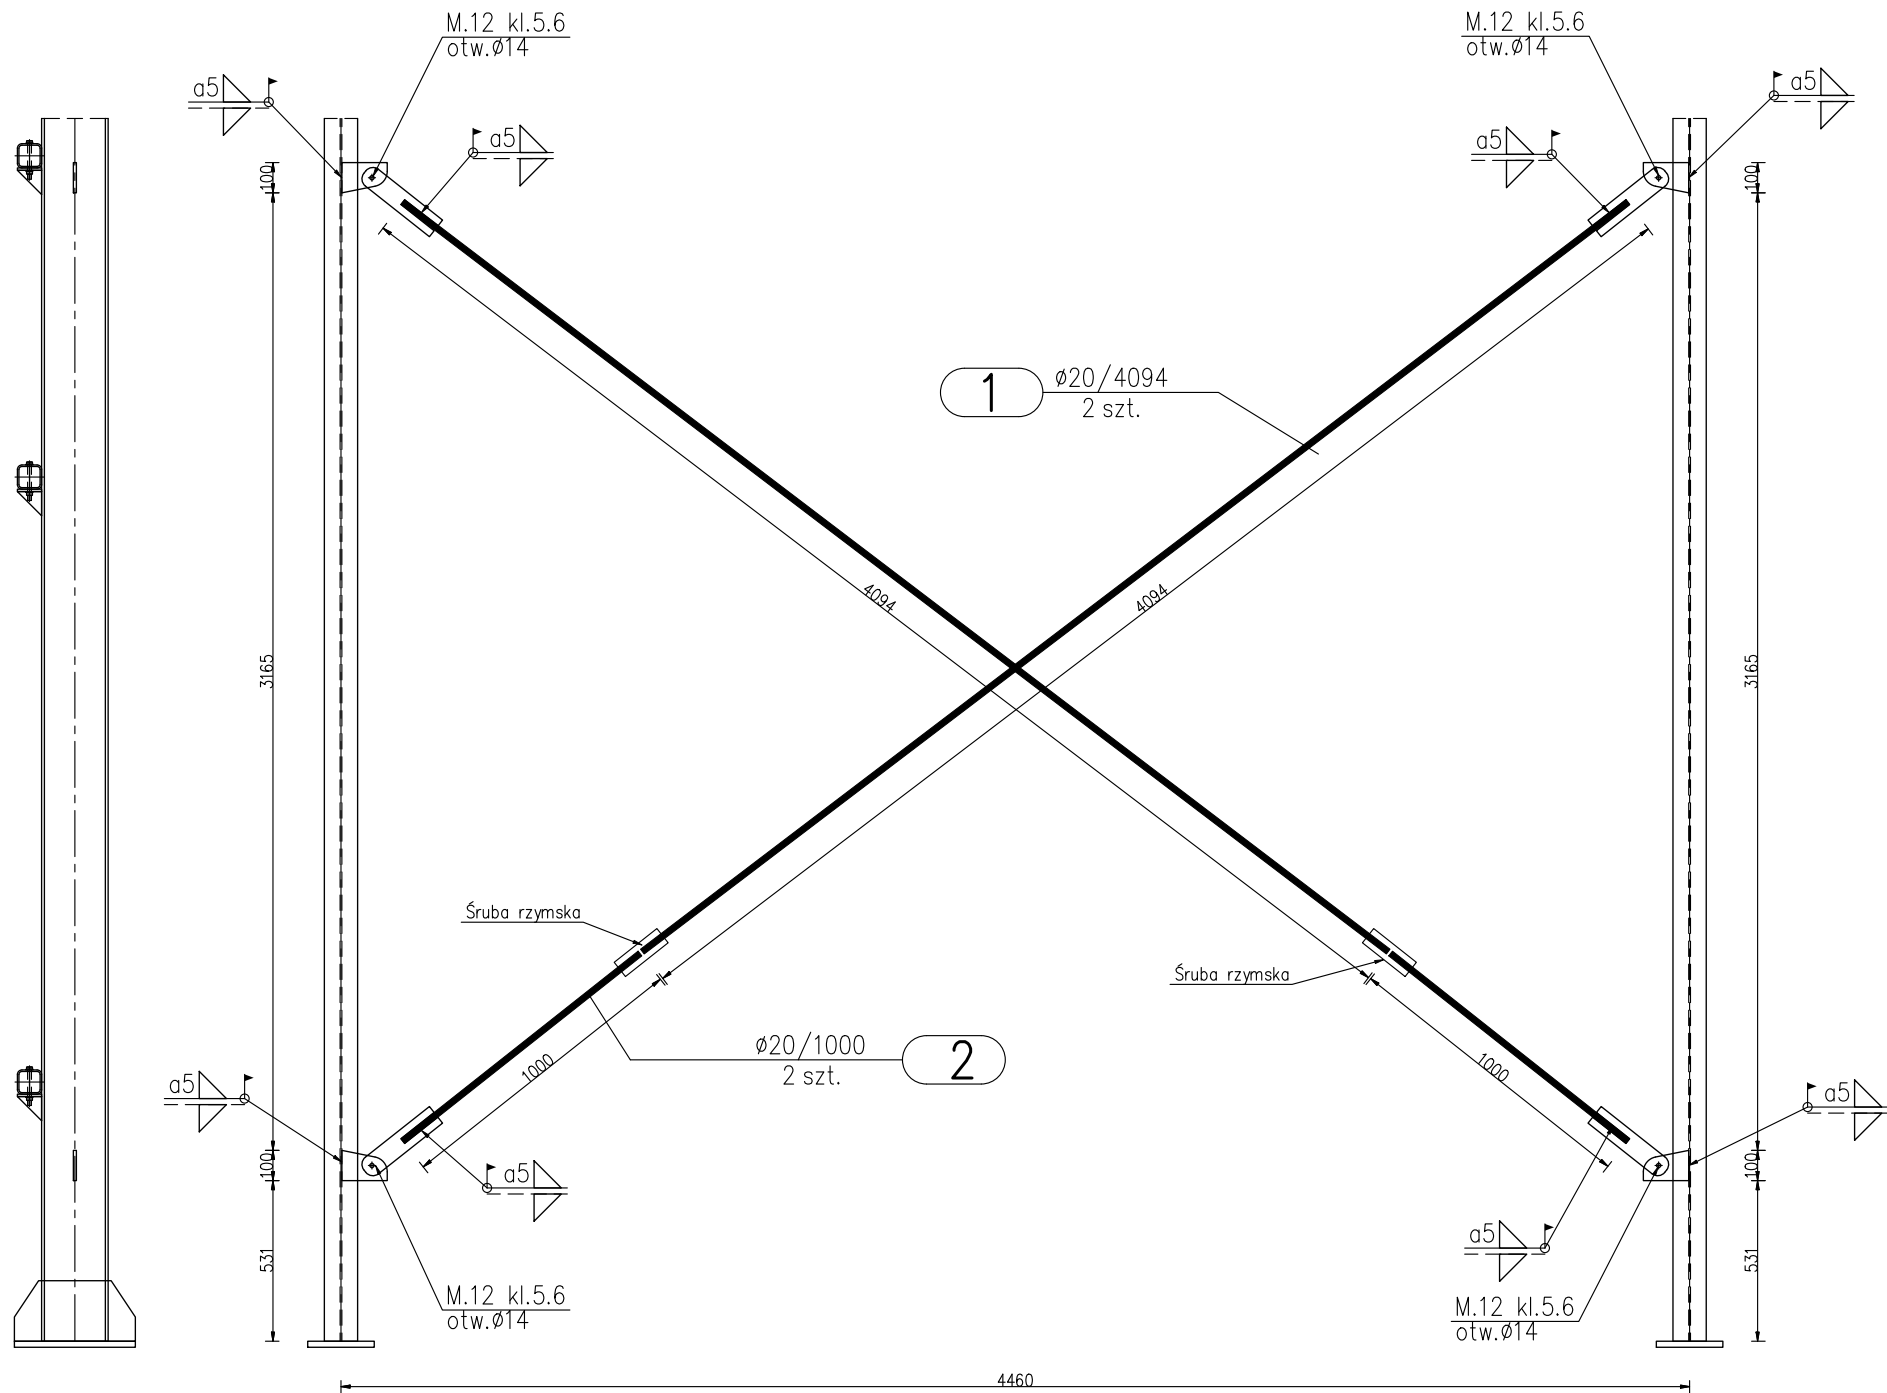 M.12 kl.5.6
otw.ø14
M.12 kl.5.6
otw.ø14
a5
a5
a5
a5
100
100
1
ø20/4094
2 szt.
4094
4094
3165
3165
Śruba rzymska
Śruba rzymska
ø20/1000
2 szt.
2
1000
1000
a5
a5
100
100
a5
a5
531
531
M.12 kl.5.6
otw.ø14
M.12 kl.5.6
otw.ø14
4460